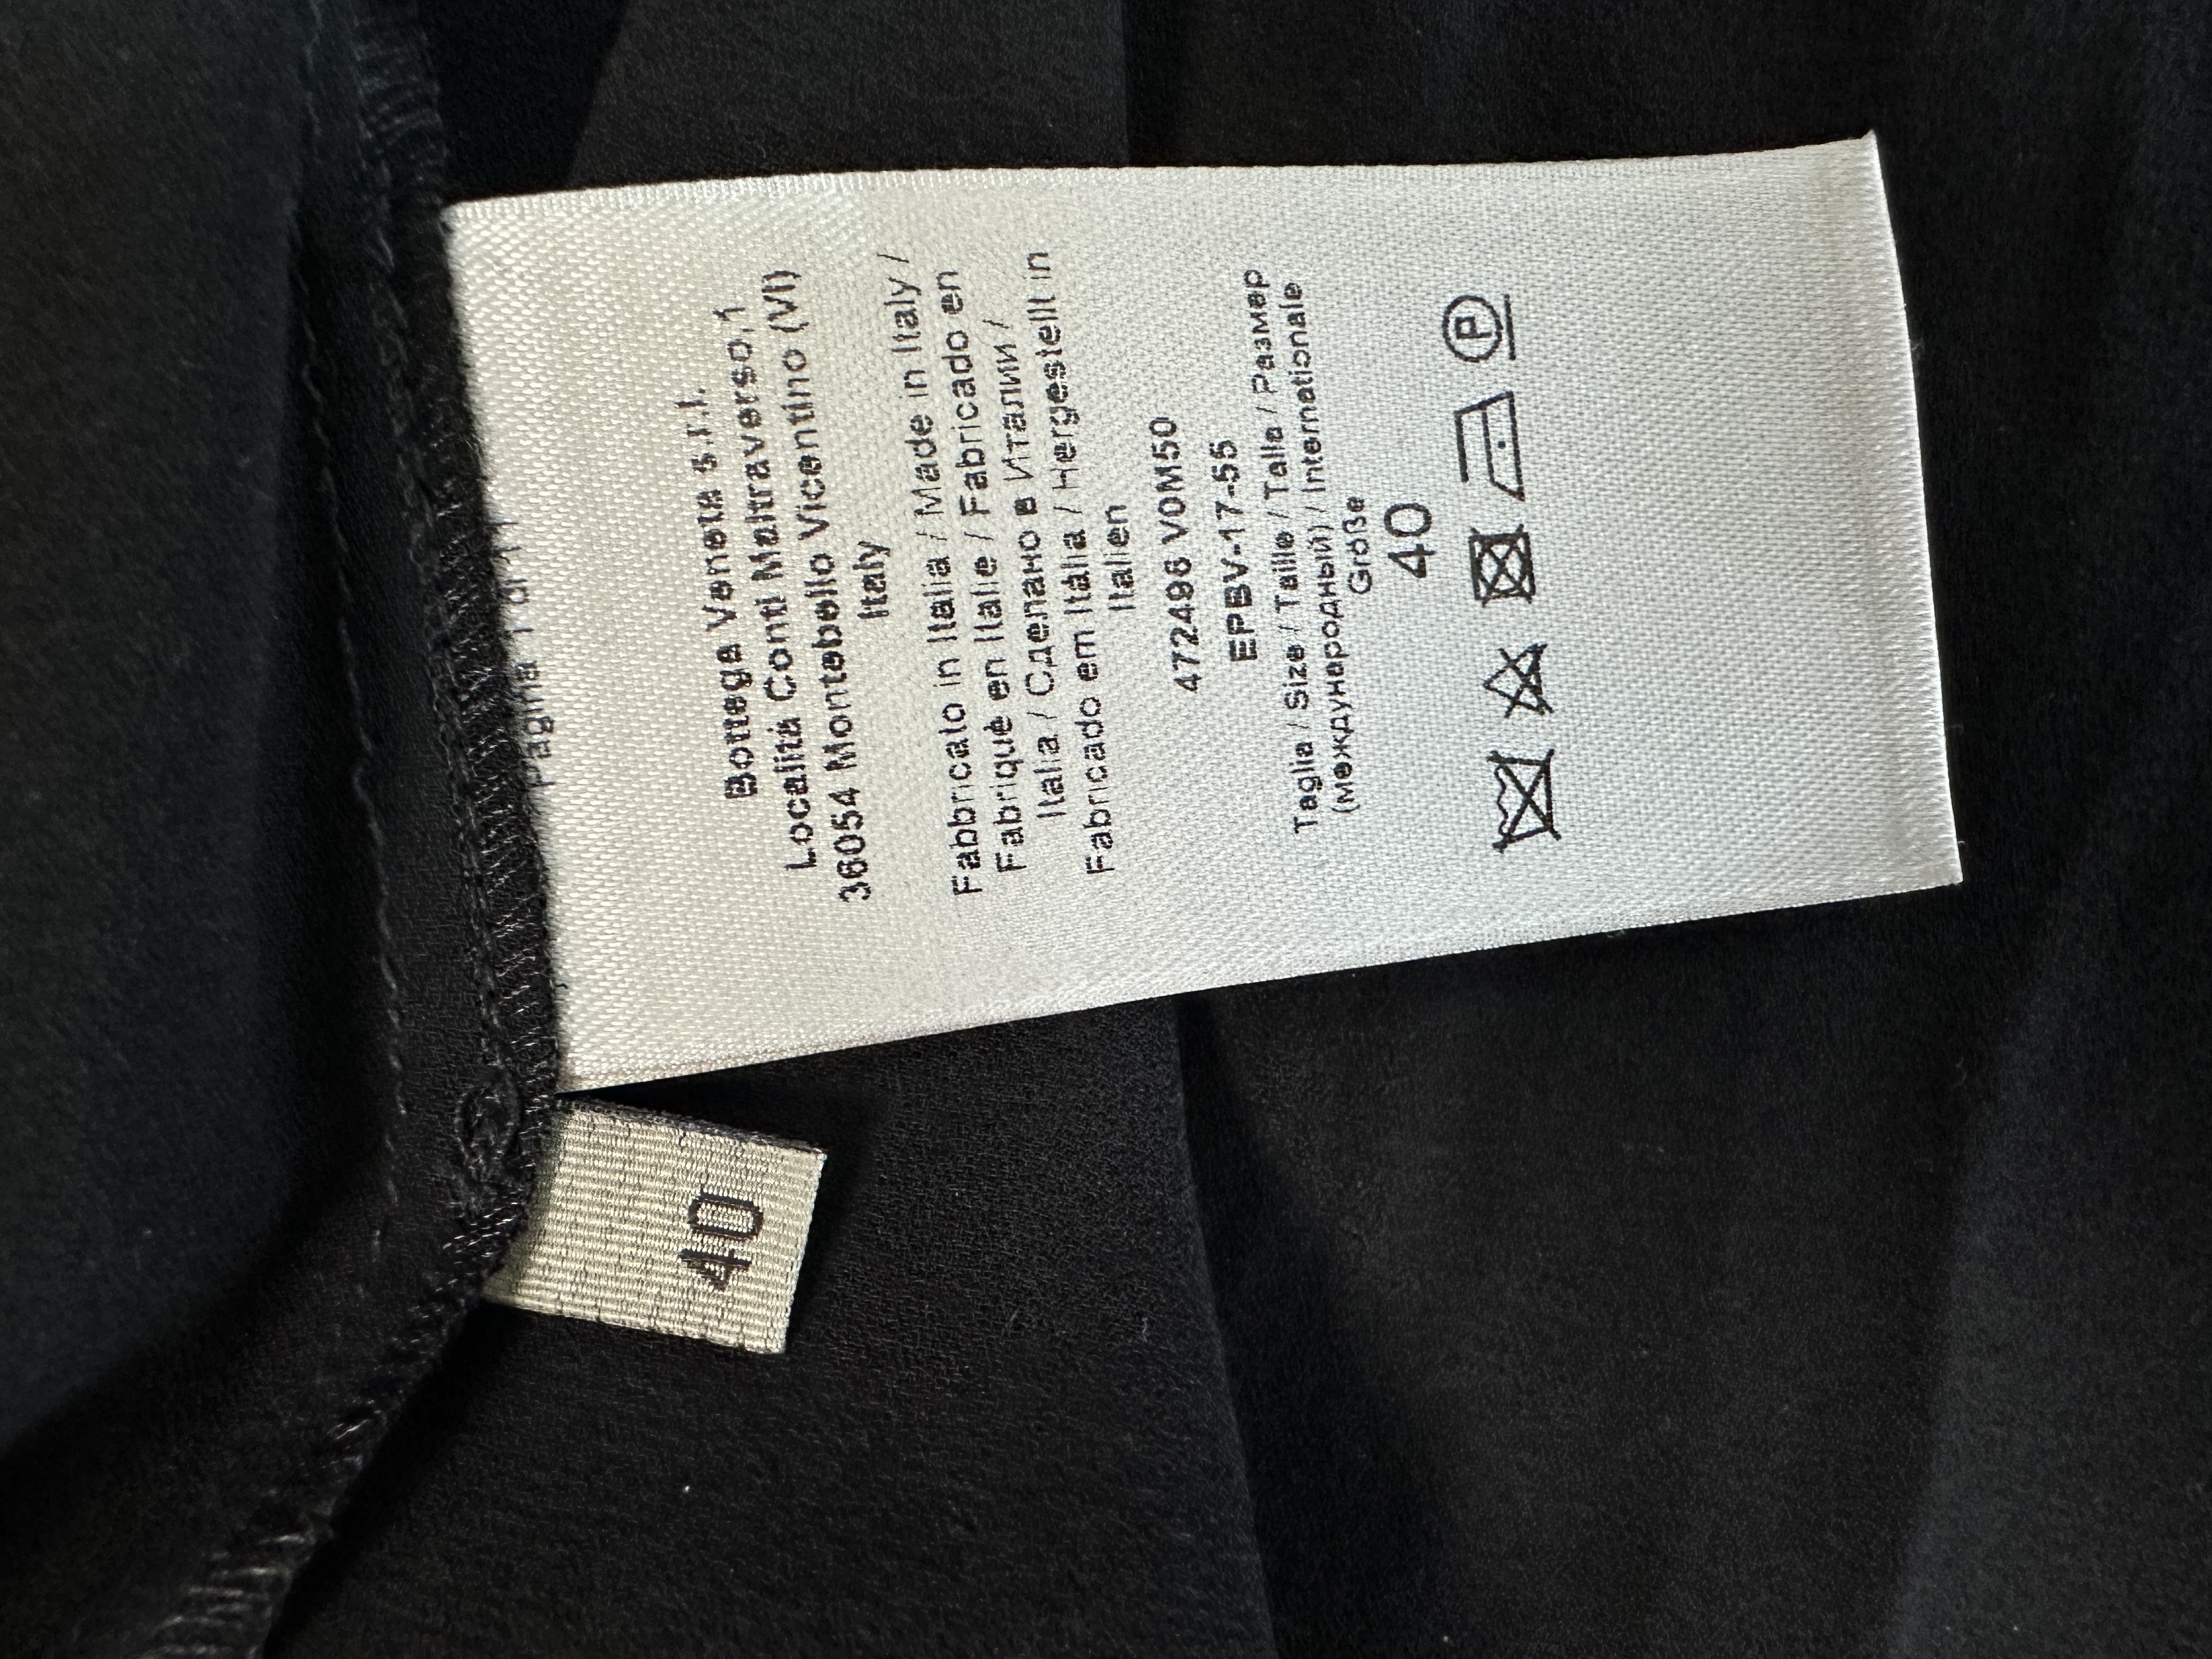 Pagina 1 di 11
Bottega Veneta s.r.l.
Località Conti Maltraverso,1
36054 Montebello Vicentino (VI)
Italy
Fabbricato in Italia / Made in Italy /
Fabriqué en Italie / Fabricado en
Italia / Сделано в Италии /
Fabricado em Itália / Hergestellt in
Italien
472496 V0M50
EPBV-17-55
Taglia / Size / Taille / Talla / Размер
(международный) / Internationale
Größe
40
P
40